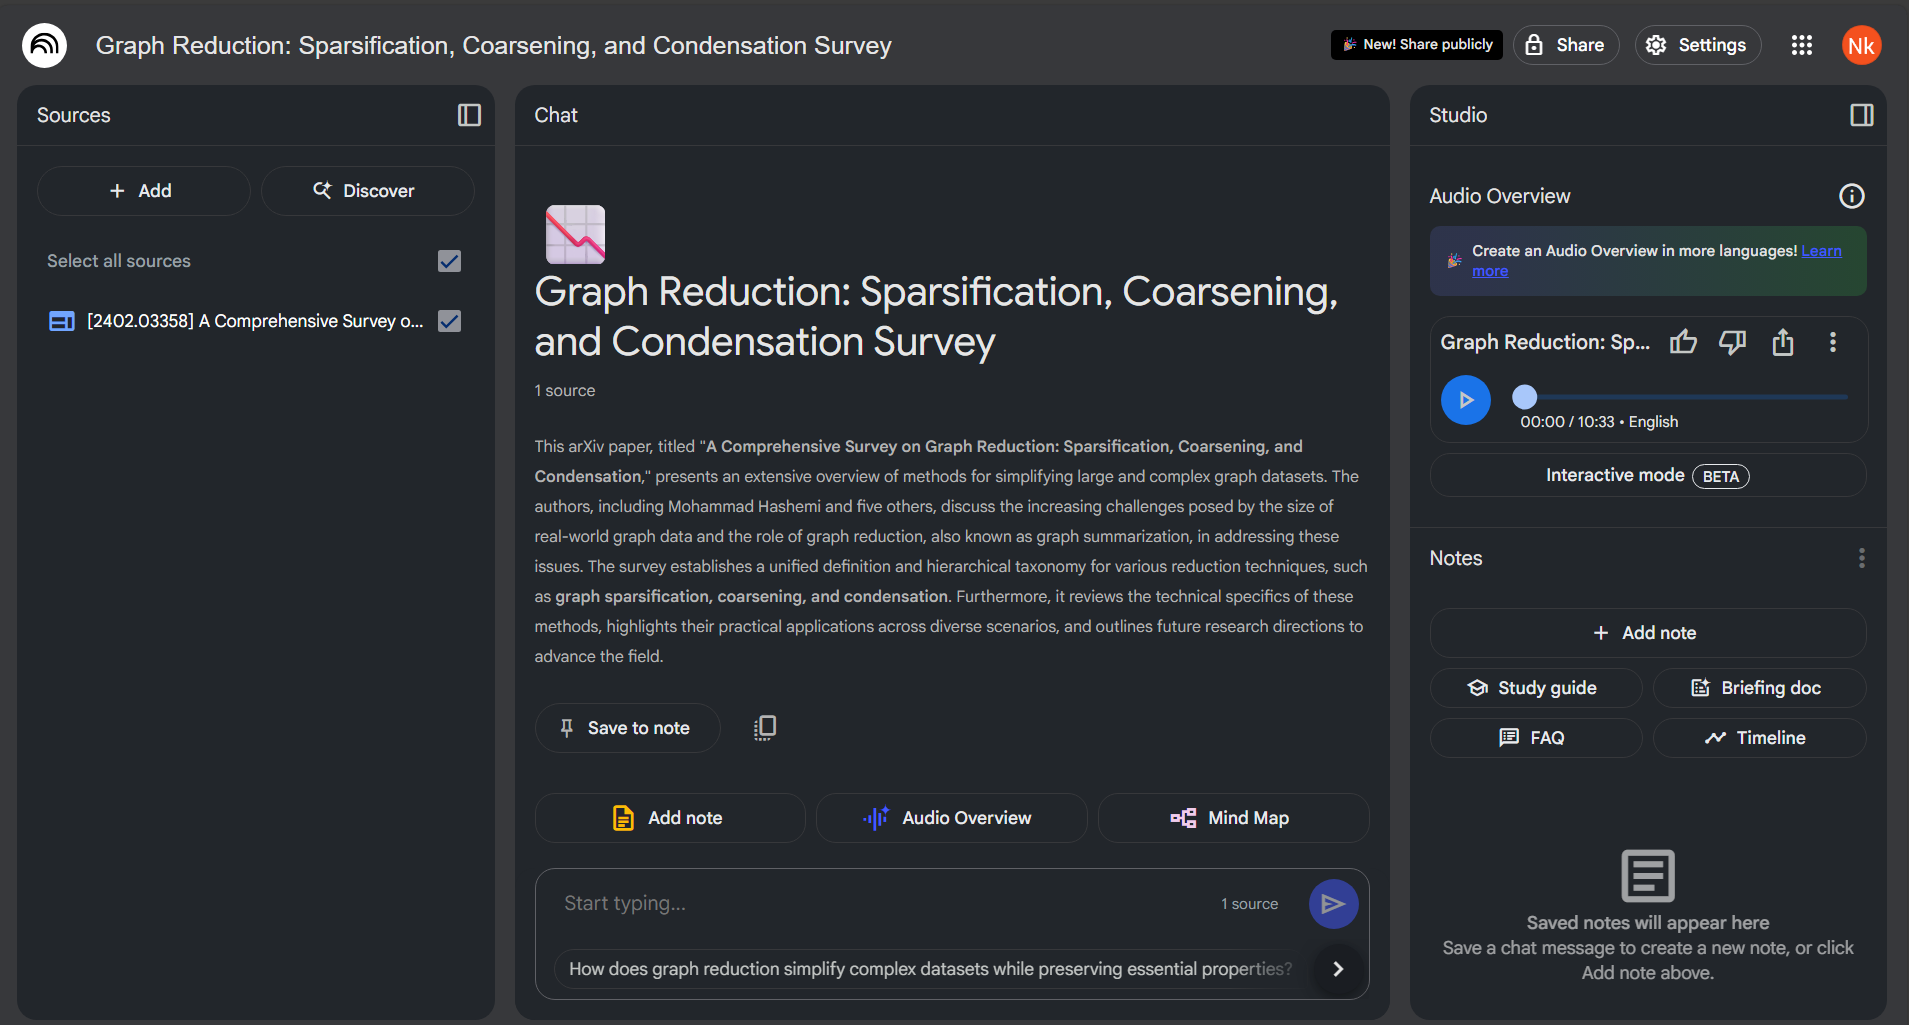 Graph Reduction: Sparsification, Coarsening, and Condensation Survey
New! Share publicly
Share
Settings
Nk
Sources
Add
Discover
Select all sources
[2402.03358] A Comprehensive Survey o...
Chat
Graph Reduction: Sparsification, Coarsening,
and Condensation Survey
1 source
This arXiv paper, titled "A Comprehensive Survey on Graph Reduction: Sparsification, Coarsening, and
Condensation," presents an extensive overview of methods for simplifying large and complex graph datasets. The
authors, including Mohammad Hashemi and five others, discuss the increasing challenges posed by the size of
real-world graph data and the role of graph reduction, also known as graph summarization, in addressing these
issues. The survey establishes a unified definition and hierarchical taxonomy for various reduction techniques, such
as graph sparsification, coarsening, and condensation. Furthermore, it reviews the technical specifics of these
methods, highlights their practical applications across diverse scenarios, and outlines future research directions to
advance the field.
Save to note
Add note
Audio Overview
Mind Map
Start typing...
1 source
How does graph reduction simplify complex datasets while preserving essential properties?
Studio
Audio Overview
Create an Audio Overview in more languages! Learn
more
Graph Reduction: Sp...
00:00 / 10:33 • English
Interactive mode BETA
Notes
Add note
Study guide
Briefing doc
FAQ
Timeline
Saved notes will appear here
Save a chat message to create a new note, or click
Add note above.